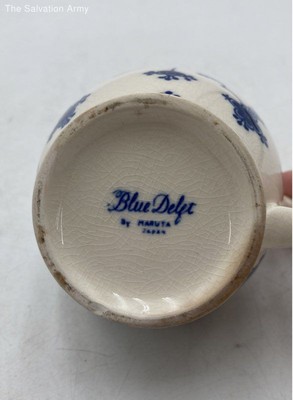 The Salvation Army
Blue Delft
By MARUTA
JAPAN